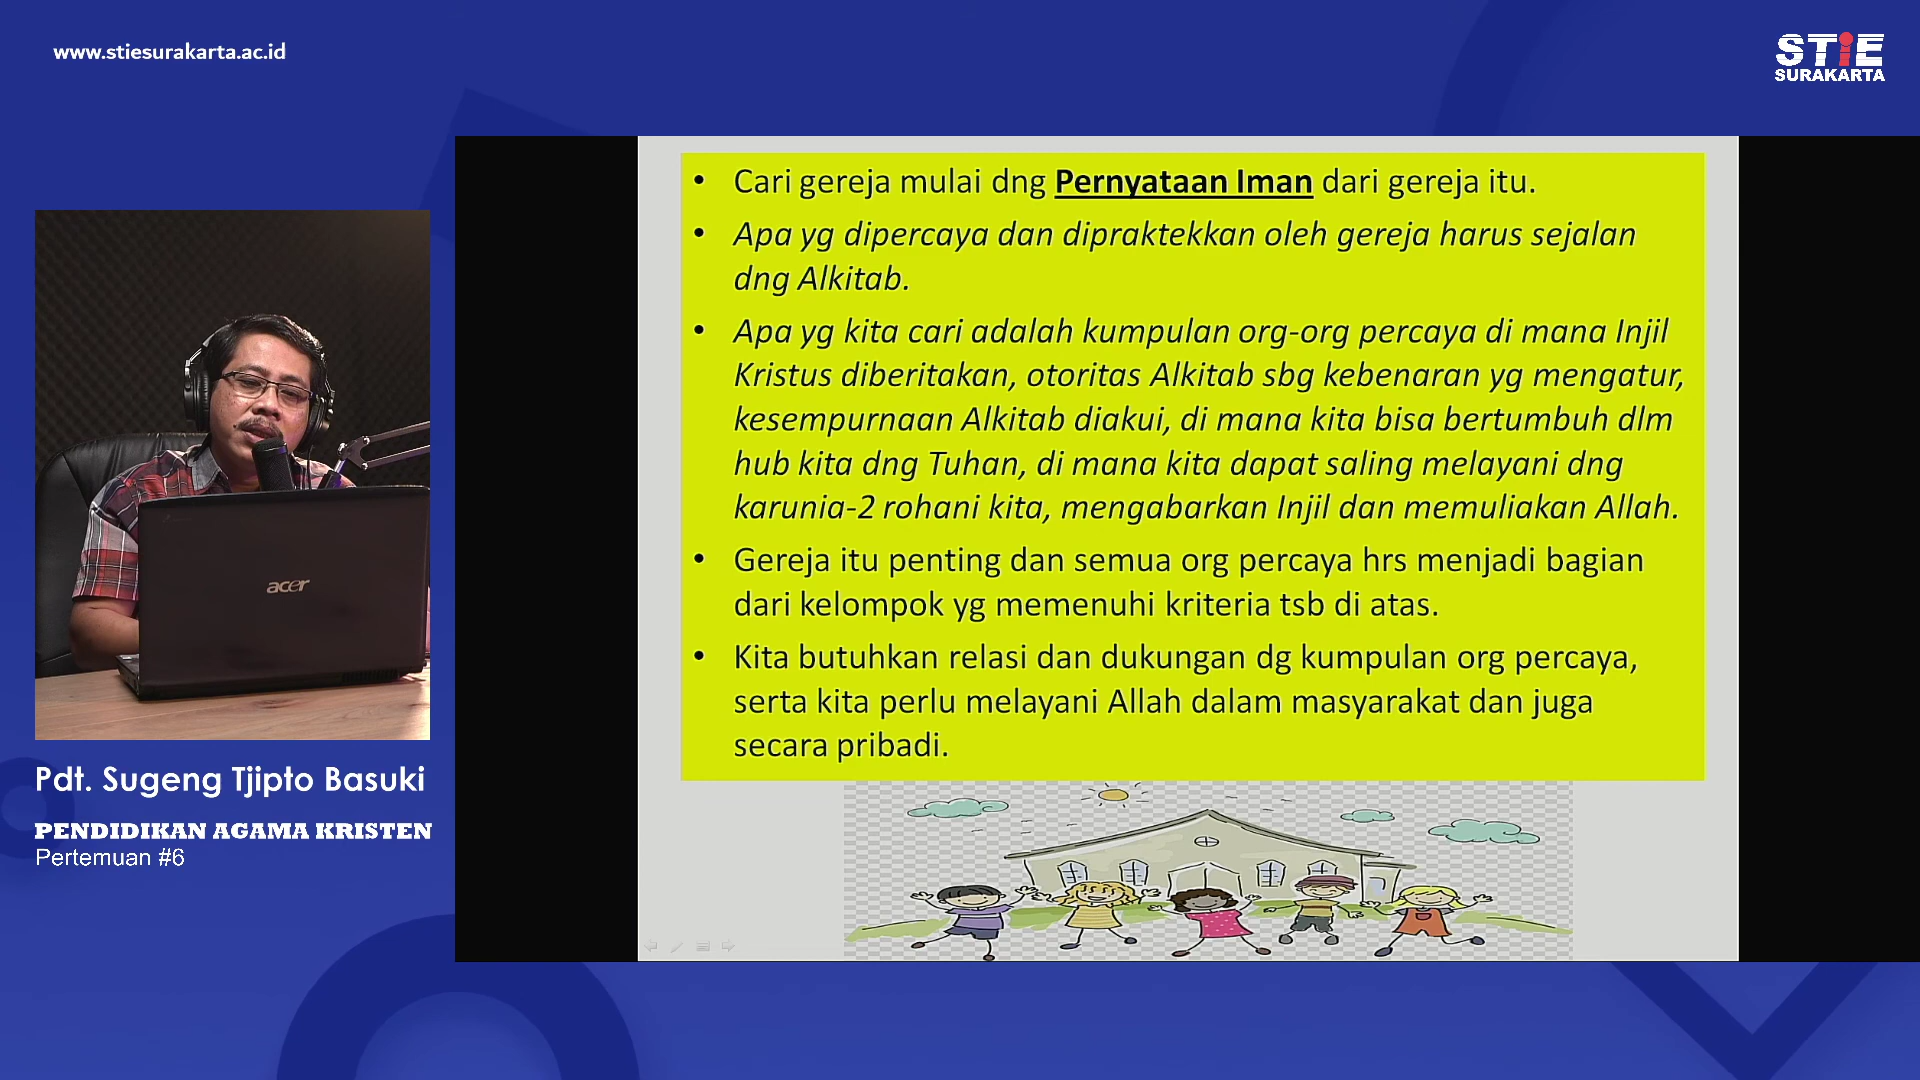 www.stiesurakarta.ac.id
STiE
SURAKARTA
• Cari gereja mulai dng Pernyataan Iman dari gereja itu.
• Apa yg dipercaya dan dipraktekkan oleh gereja harus sejalan
dng Alkitab.
• Apa yg kita cari adalah kumpulan org-org percaya di mana Injil
Kristus diberitakan, otoritas Alkitab sbg kebenaran yg mengatur,
kesempurnaan Alkitab diakui, di mana kita bisa bertumbuh dlm
hub kita dng Tuhan, di mana kita dapat saling melayani dng
karunia-2 rohani kita, mengabarkan Injil dan memuliakan Allah.
• Gereja itu penting dan semua org percaya hrs menjadi bagian
dari kelompok yg memenuhi kriteria tsb di atas.
• Kita butuhkan relasi dan dukungan dg kumpulan org percaya,
serta kita perlu melayani Allah dalam masyarakat dan juga
secara pribadi.
acer
Pdt. Sugeng Tjipto Basuki
PENDIDIKAN AGAMA KRISTEN
Pertemuan #6